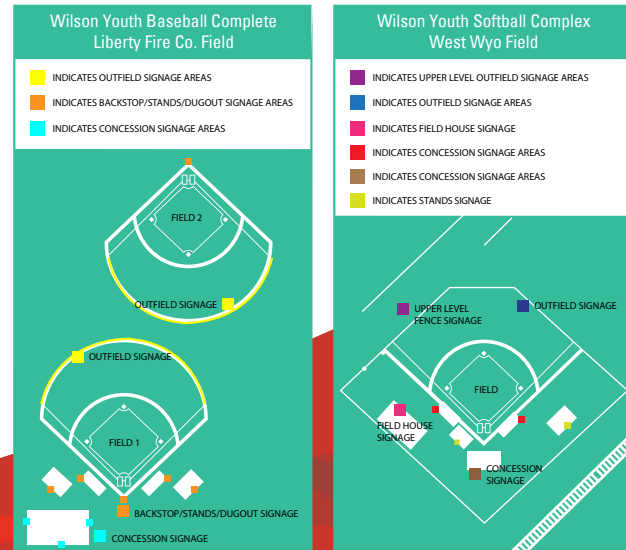 Wilson Youth Baseball Complete
Liberty Fire Co. Field
INDICATES OUTFIELD SIGNAGE AREAS
INDICATES BACKSTOP/STANDS/DUGOUT SIGNAGE AREAS
INDICATES CONCESSION SIGNAGE AREAS
FIELD 2
OUTFIELD SIGNAGE
OUTFIELD SIGNAGE
FIELD 1
BACKSTOP/STANDS/DUGOUT SIGNAGE
CONCESSION SIGNAGE
Wilson Youth Softball Complex
West Wyo Field
INDICATES UPPER LEVEL OUTFIELD SIGNAGE AREAS
INDICATES OUTFIELD SIGNAGE AREAS
INDICATES FIELD HOUSE SIGNAGE
INDICATES CONCESSION SIGNAGE AREAS
INDICATES CONCESSION SIGNAGE AREAS
INDICATES STANDS SIGNAGE
UPPER LEVEL
FENCE SIGNAGE
OUTFIELD SIGNAGE
FIELD
FIELD HOUSE
SIGNAGE
CONCESSION
SIGNAGE